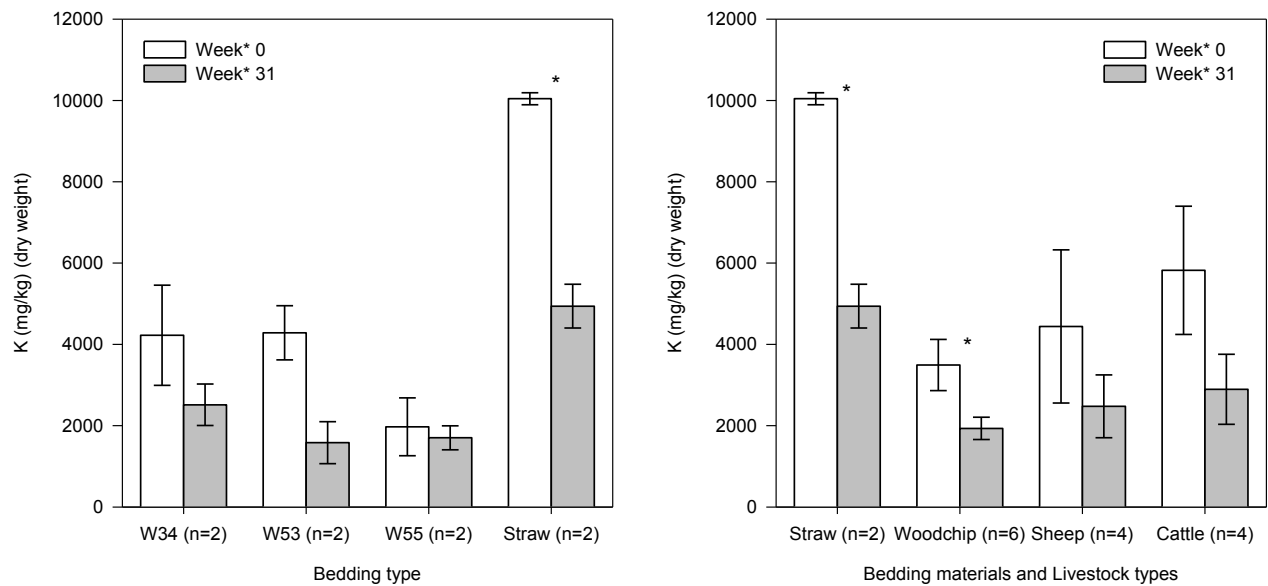 K (mg/kg) (dry weight)
12000
10000
8000
6000
4000
2000
0
Week* 0
Week* 31
*
W34 (n=2) W53 (n=2) W55 (n=2) Straw (n=2)
Bedding type
K (mg/kg) (dry weight)
12000
10000
8000
6000
4000
2000
0
Week* 0
Week* 31
*
*
Straw (n=2) Woodchip (n=6) Sheep (n=4) Cattle (n=4)
Bedding materials and Livestock types